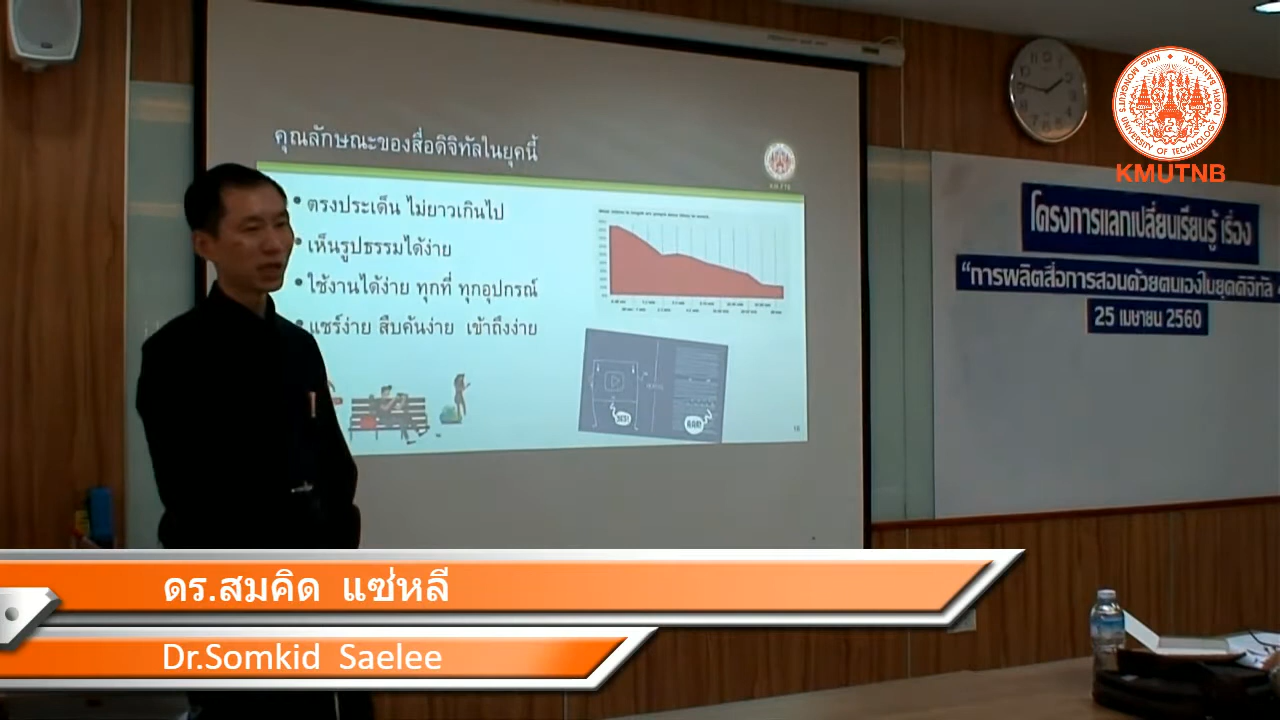 คุณลักษณะของสื่อดิจิทัลในยุคนี้
• ตรงประเด็น ไม่ยาวเกินไป
• เห็นรูปธรรมได้ง่าย
• ใช้งานได้ง่าย ทุกที่ ทุกอุปกรณ์
• แชร์ง่าย สืบค้นง่าย เข้าถึงง่าย
YES!
18
KING MONGKUT'S UNIVERSITY OF TECHNOLOGY NORTH BANGKOK
KMUTNB
โครงการแลกเปลี่ยนเรียนรู้ เรื่อง
“การผลิตสื่อการสอนด้วยตนเองในยุคดิจิทัล
25 เมษายน 2560
ดร.สมคิด แซ่หลี
Dr.Somkid Saelee